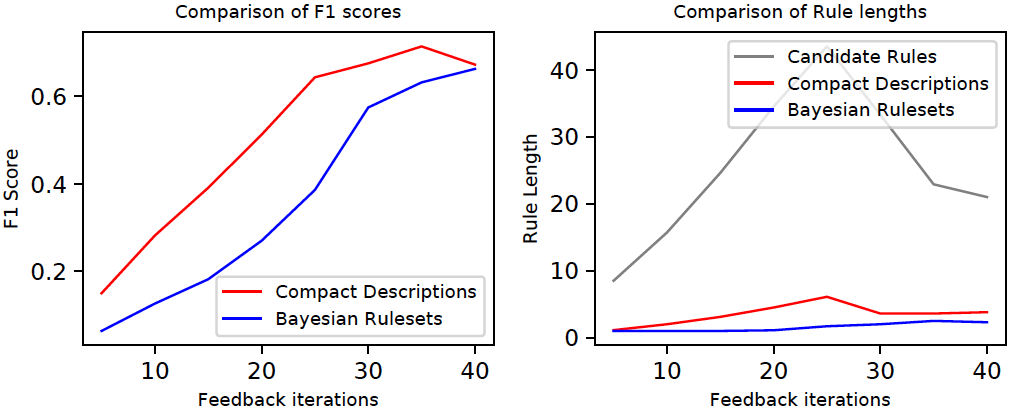 Comparison of F1 scores
F1 Score
0.6
0.4
0.2
Compact Descriptions
Bayesian Rulesets
10
20
30
40
Feedback iterations
Comparison of Rule lengths
Rule Length
40
30
20
10
0
Candidate Rules
Compact Descriptions
Bayesian Rulesets
10
20
30
40
Feedback iterations